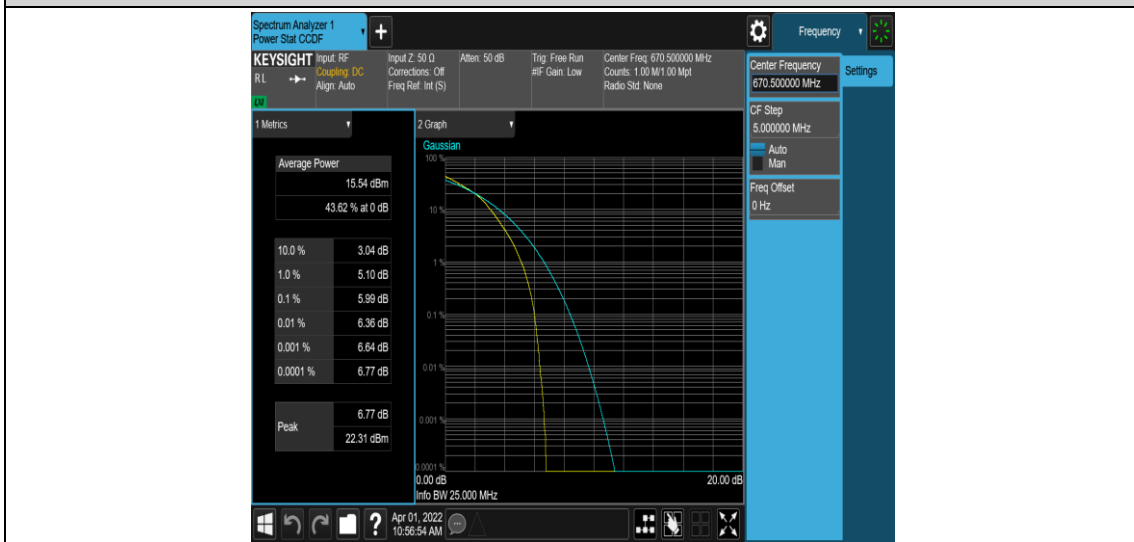 Spectrum Analyzer 1
Power Stat CCDF
+
Frequency
KEYSIGHT
RL
LXI
Input: RF
Coupling: DC
Align: Auto
Input Z: 50 Ω
Corrections: Off
Freq Ref: Int (S)
Atten: 50 dB
Trig: Free Run
#IF Gain: Low
Center Freq: 670.500000 MHz
Counts: 1.00 M/1.00 Mpt
Radio Std: None
Center Frequency
670.500000 MHz
Settings
CF Step
5.000000 MHz
Auto
Man
Freq Offset
0 Hz
1 Metrics
Average Power
15.54 dBm
43.62 % at 0 dB
10.0 % 3.04 dB
1.0 % 5.10 dB
0.1 % 5.99 dB
0.01 % 6.36 dB
0.001 % 6.64 dB
0.0001 % 6.77 dB
Peak
6.77 dB
22.31 dBm
2 Graph
Gaussian
100 %
10 %
1 %
0.1 %
0.01 %
0.001 %
0.0001 %
0.00 dB 20.00 dB
Info BW 25.000 MHz
?
Apr 01, 2022
10:56:54 AM